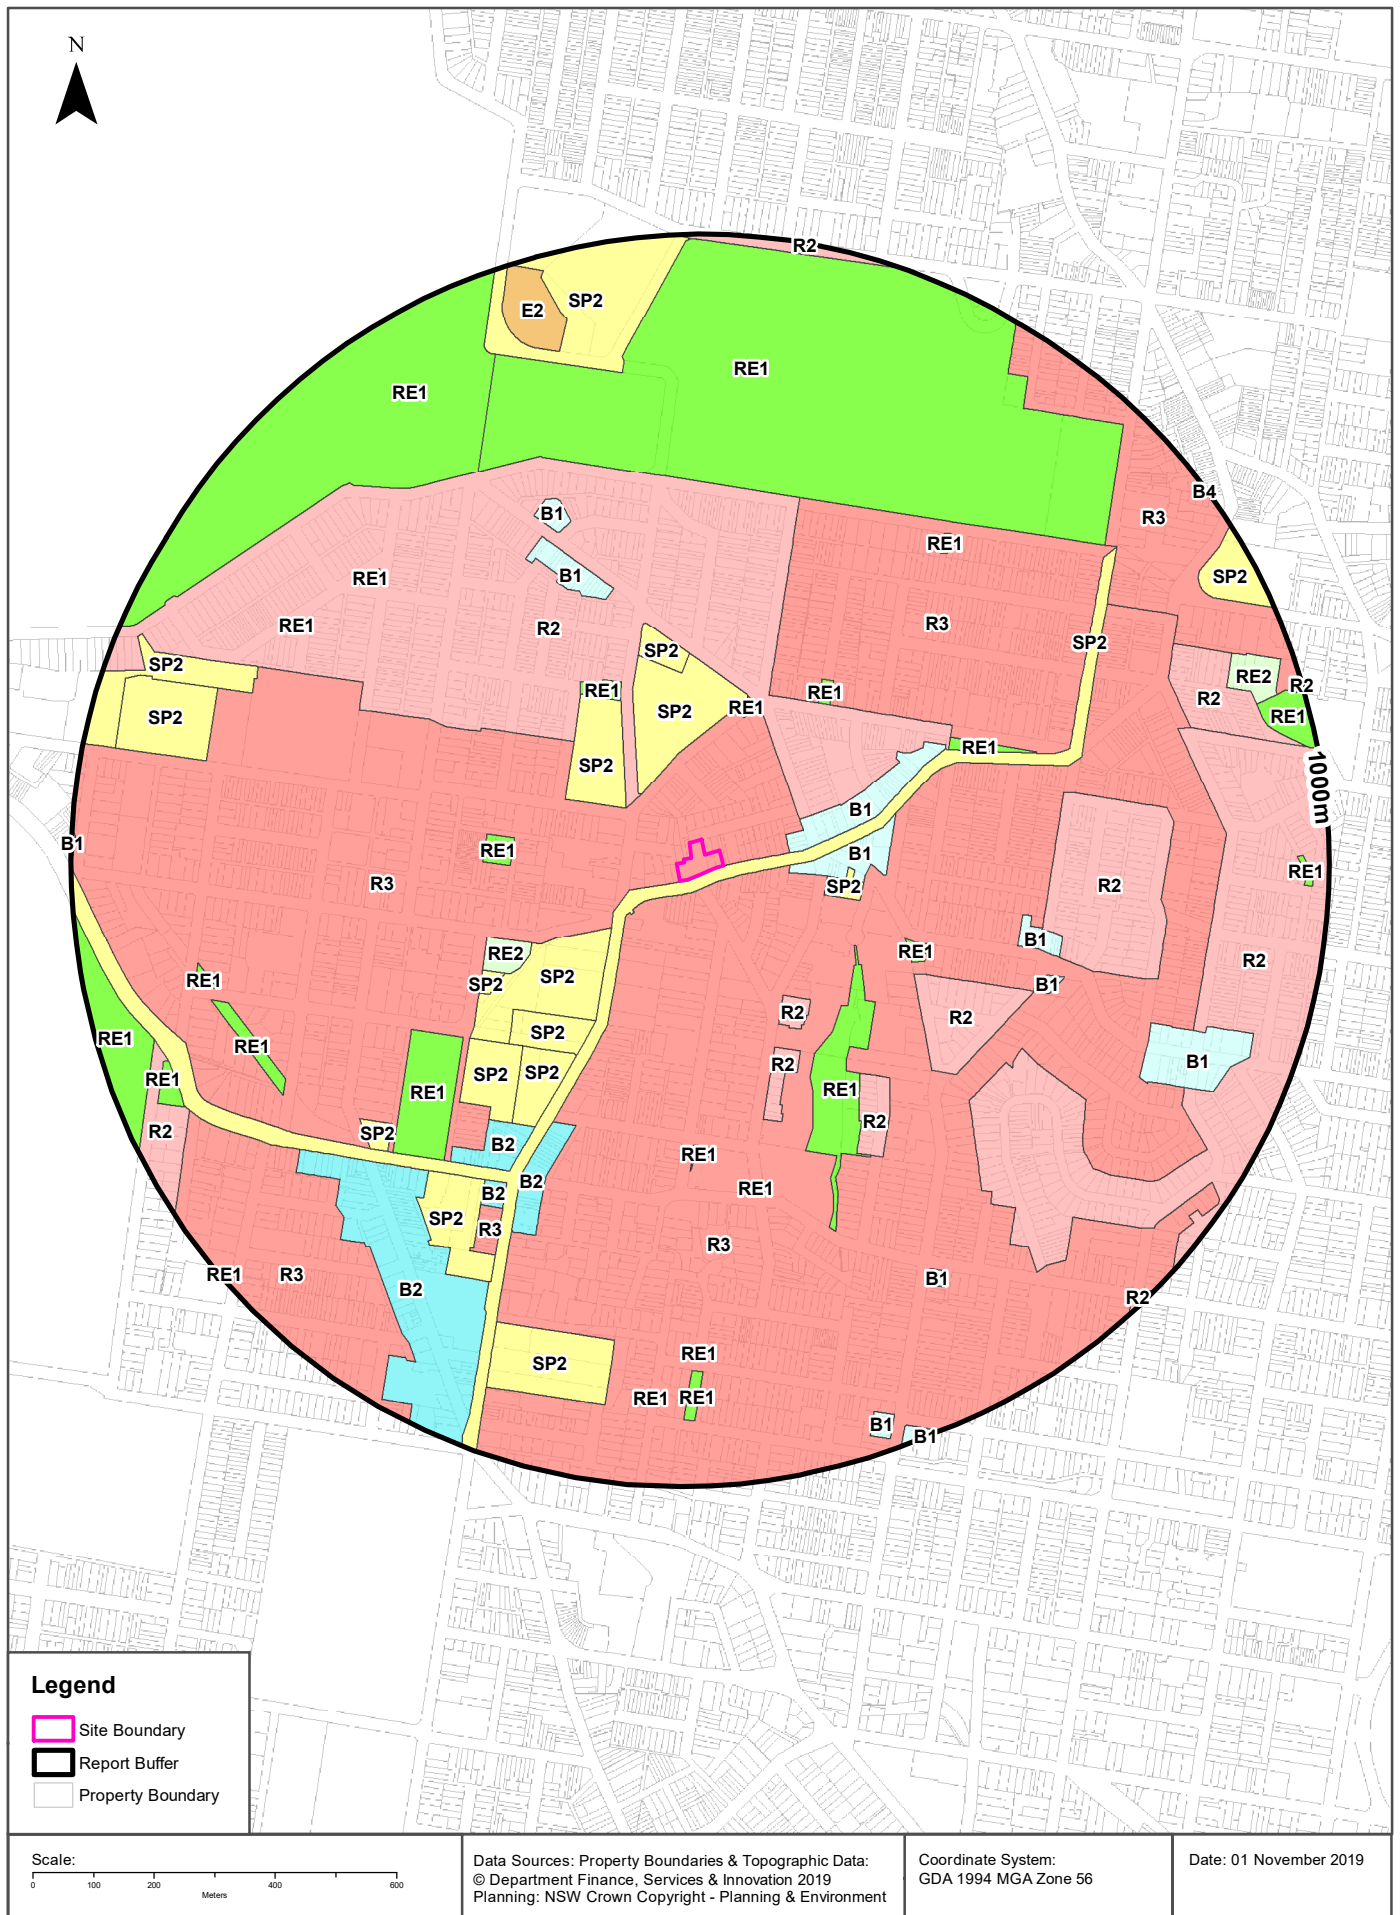 N
R2
E2
SP2
RE1
RE1
B4
R3
B1
RE1
B1
RE1
SP2
RE1
R3
R2
SP2
SP2
SP2
RE2
R2
RE1
RE1
R2
RE1
SP2
SP2
RE1
RE1
SP2
1000m
B1
B1
RE1
B1
RE1
R3
SP2
R2
B1
RE1
RE2
R2
SP2
RE1
SP2
B1
R2
R2
RE1
SP2
RE1
B1
R2
RE1
SP2
SP2
RE1
RE1
R2
R2
SP2
B2
RE1
B2
RE1
B2
SP2
R3
R3
RE1
R3
B1
B2
R2
RE1
SP2
RE1
RE1
B1
B1
Legend
Site Boundary
Report Buffer
Property Boundary
Scale:
0 100 200 400 600
Meters
Data Sources: Property Boundaries & Topographic Data:
© Department Finance, Services & Innovation 2019
Planning: NSW Crown Copyright - Planning & Environment
Coordinate System:
GDA 1994 MGA Zone 56
Date: 01 November 2019